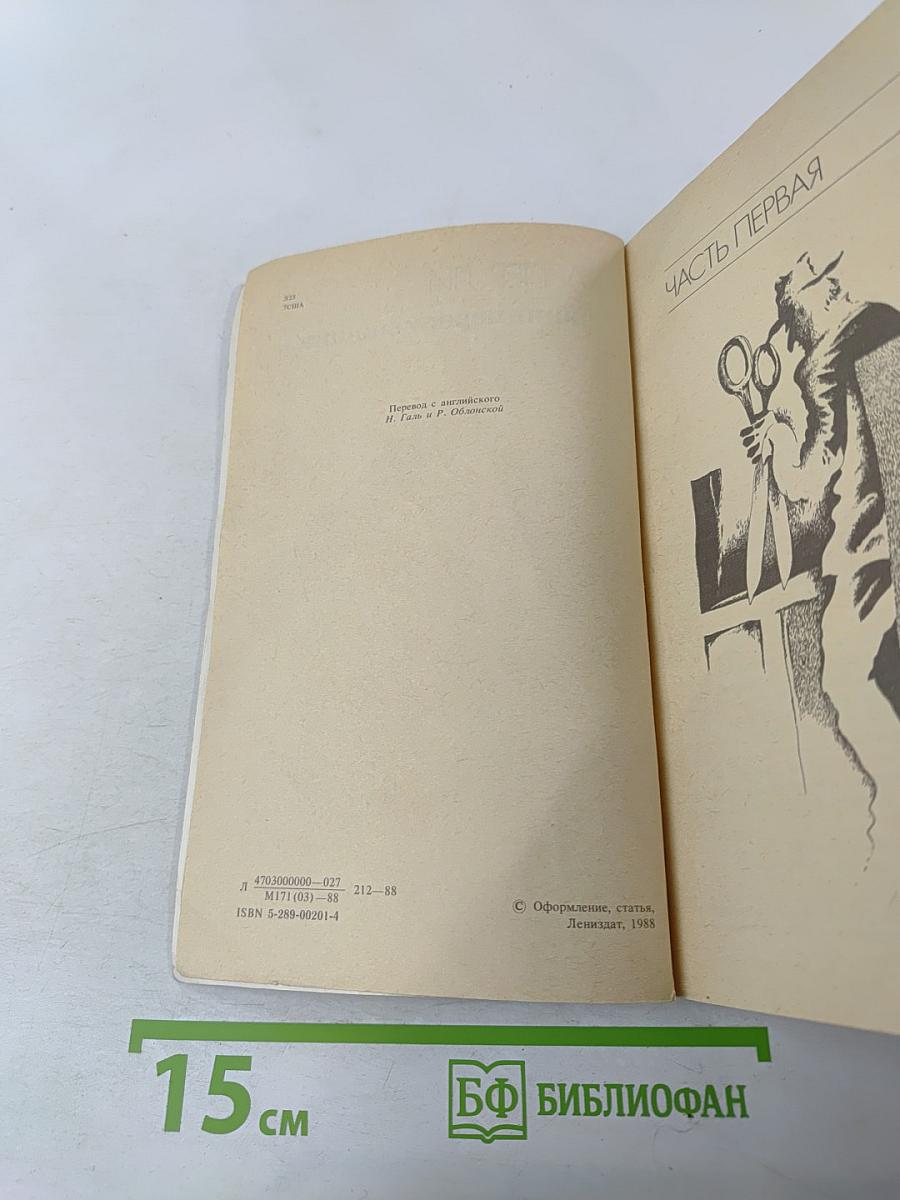 7США
Перевод с английского
Н. Галь и Р. Облонской
Л 4703000000—027 212—88
М171(03)—88
ISBN 5-289-00201-4
© Оформление, статья,
Лениздат, 1988
ЧАСТЬ ПЕРВАЯ
15 см
БФ БИБЛИОФАН